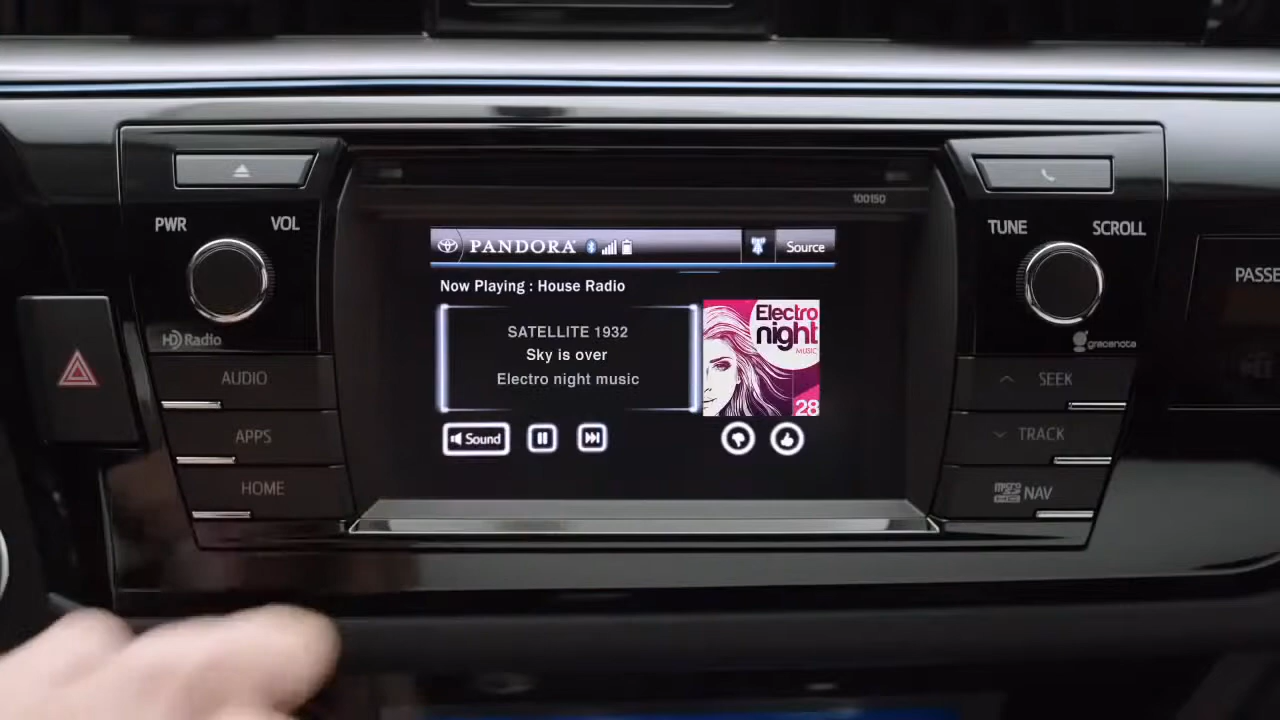 100150
PWR
VOL
TUNE
SCROLL
PANDORA
Source
Now Playing : House Radio
SATELLITE 1932
Sky is over
Electro night music
Electro
night
MUSIC
28
Sound
HD Radio
gracenote
AUDIO
APPS
HOME
SEEK
TRACK
micro
NAV
PASSE